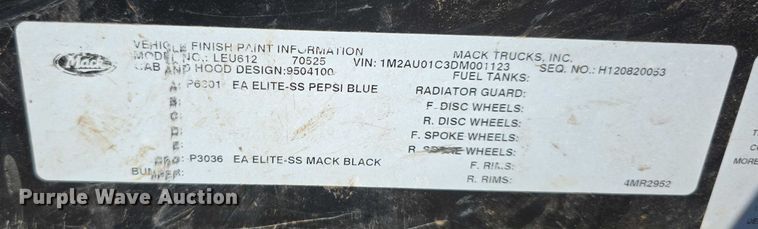 Mack
VEHICLE FINISH PAINT INFORMATION MACK TRUCKS, INC.
MODEL NO.: LEU612 70525 VIN: 1M2AU01C3DM001123 SEQ. NO.: H120820053
CAB AND HOOD DESIGN:9504100 FUEL TANKS:
A: P6301 EA ELITE-SS PEPSI BLUE RADIATOR GUARD:
B: F. DISC WHEELS:
C: R. DISC WHEELS:
D: F. SPOKE WHEELS:
E: R. SPOKE WHEELS:
P3036 EA ELITE-SS MACK BLACK F. RIMS:
BUMPER: R. RIMS:
4MR2952
Purple Wave Auction
MORE